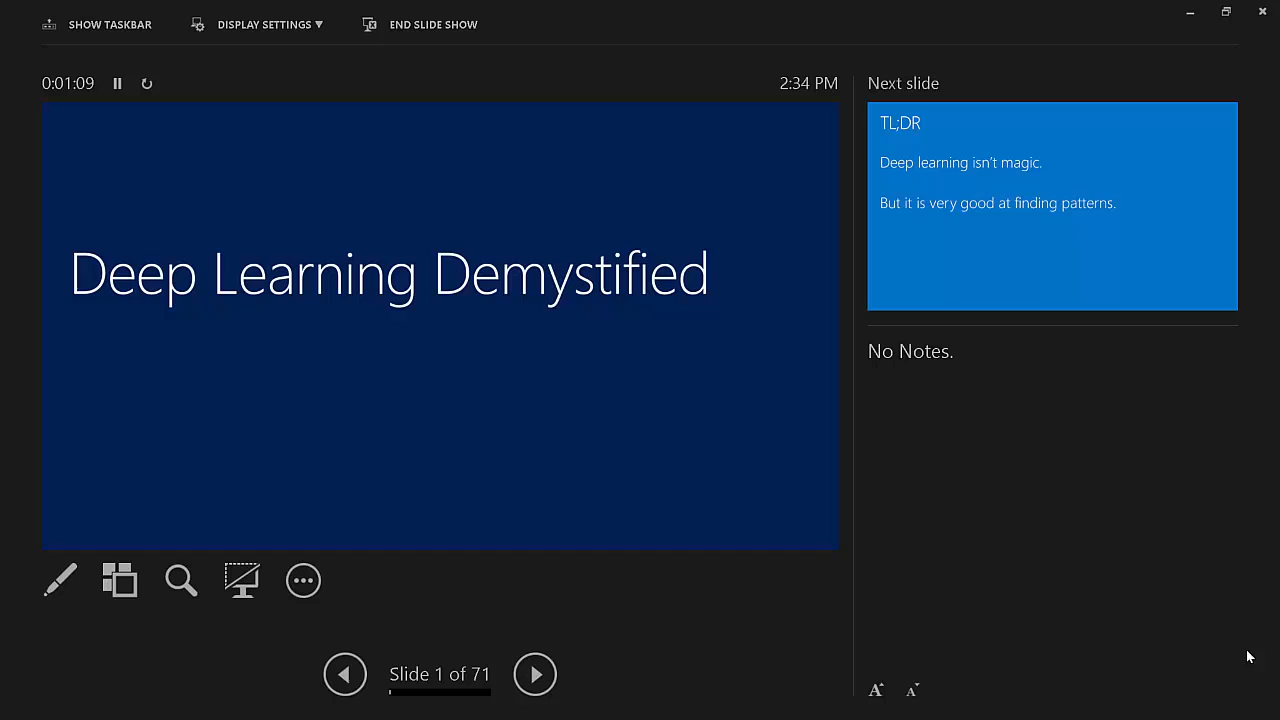 SHOW TASKBAR DISPLAY SETTINGS ▼ END SLIDE SHOW
0:01:09 2:34 PM
Deep Learning Demystified
Slide 1 of 71
Next slide
TL;DR
Deep learning isn't magic.
But it is very good at finding patterns.
No Notes.
A A